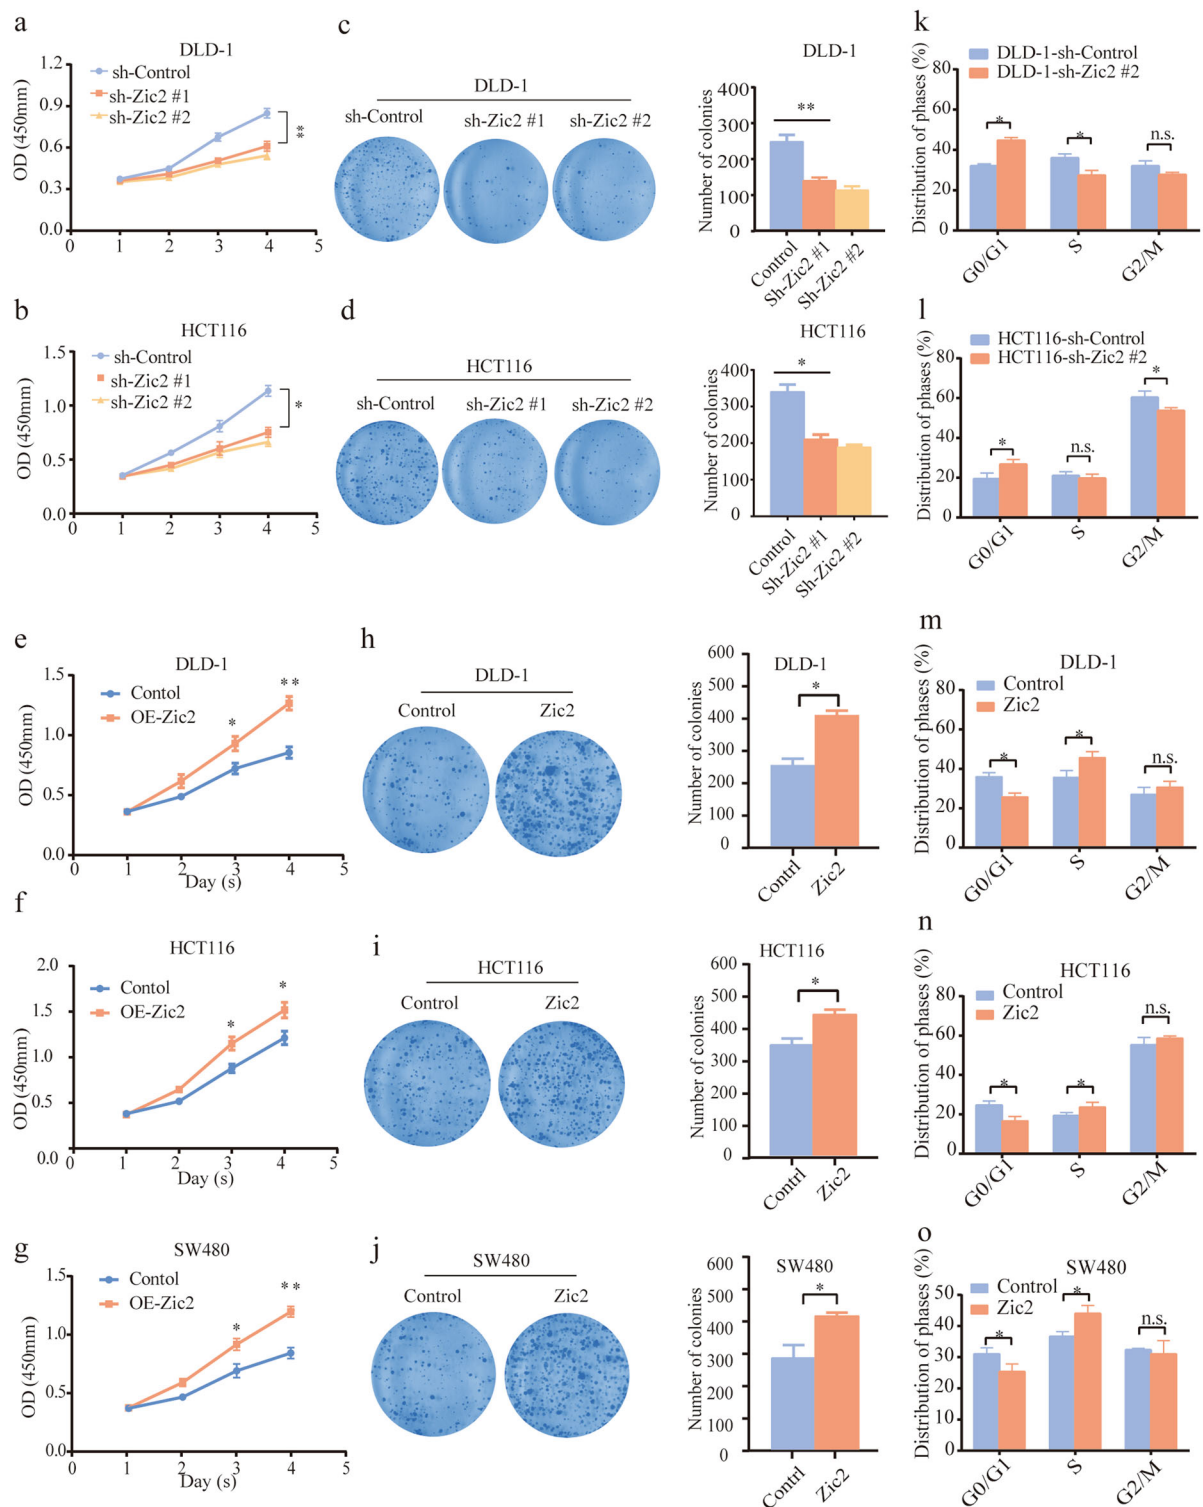 a
DLD-1
sh-Control
sh-Zic2 #1
sh-Zic2 #2
**
OD (450mm)
1.2
0.9
0.6
0.3
0.0
0 1 2 3 4 5
b
HCT116
sh-Control
sh-Zic2 #1
sh-Zic2 #2
*
OD (450mm)
1.5
1.0
0.5
0.0
0 1 2 3 4 5
c
DLD-1
sh-Control sh-Zic2 #1 sh-Zic2 #2
DLD-1
**
Number of colonies
400
300
200
100
0
Control Sh-Zic2 #1 Sh-Zic2 #2
d
HCT116
sh-Control sh-Zic2 #1 sh-Zic2 #2
HCT116
*
Number of colonies
400
300
200
100
0
Control Sh-Zic2 #1 Sh-Zic2 #2
k
DLD-1-sh-Control
DLD-1-sh-Zic2 #2
Distribution of phases (%)
80
60
40
20
0
* * n.s.
G0/G1 S G2/M
l
HCT116-sh-Control
HCT116-sh-Zic2 #2
Distribution of phases (%)
80
60
40
20
0
* n.s. *
G0/G1 S G2/M
e
DLD-1
Contol
OE-Zic2
* **
OD (450mm)
1.5
1.0
0.5
0.0
0 1 2 3 4 5
Day (s)
f
HCT116
Contol
OE-Zic2
* *
OD (450mm)
2.0
1.5
1.0
0.5
0.0
0 1 2 3 4 5
Day (s)
g
SW480
Contol
OE-Zic2
* **
OD (450mm)
1.5
1.0
0.5
0.0
0 1 2 3 4 5
Day (s)
h
DLD-1
Control Zic2
DLD-1
*
Number of colonies
600
500
400
300
200
100
0
Contrl Zic2
i
HCT116
Control Zic2
HCT116
*
Number of colonies
600
500
400
300
200
100
0
Contrl Zic2
j
SW480
Control Zic2
SW480
*
Number of colonies
600
500
400
300
200
100
0
Contrl Zic2
m
DLD-1
Control
Zic2
Distribution of phases (%)
80
60
40
20
0
* * n.s.
G0/G1 S G2/M
n
HCT116
Control
Zic2
Distribution of phases (%)
80
60
40
20
0
* * n.s.
G0/G1 S G2/M
o
SW480
Control
Zic2
Distribution of phases (%)
50
40
30
20
10
0
* * n.s.
G0/G1 S G2/M